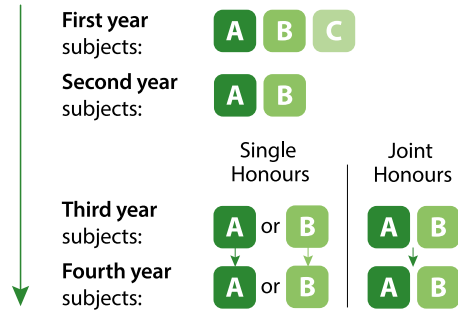 First year
subjects: A B C
Second year
subjects: A B
Single Honours
Joint Honours
Third year
subjects: A or B A B
Fourth year
subjects: A or B A B